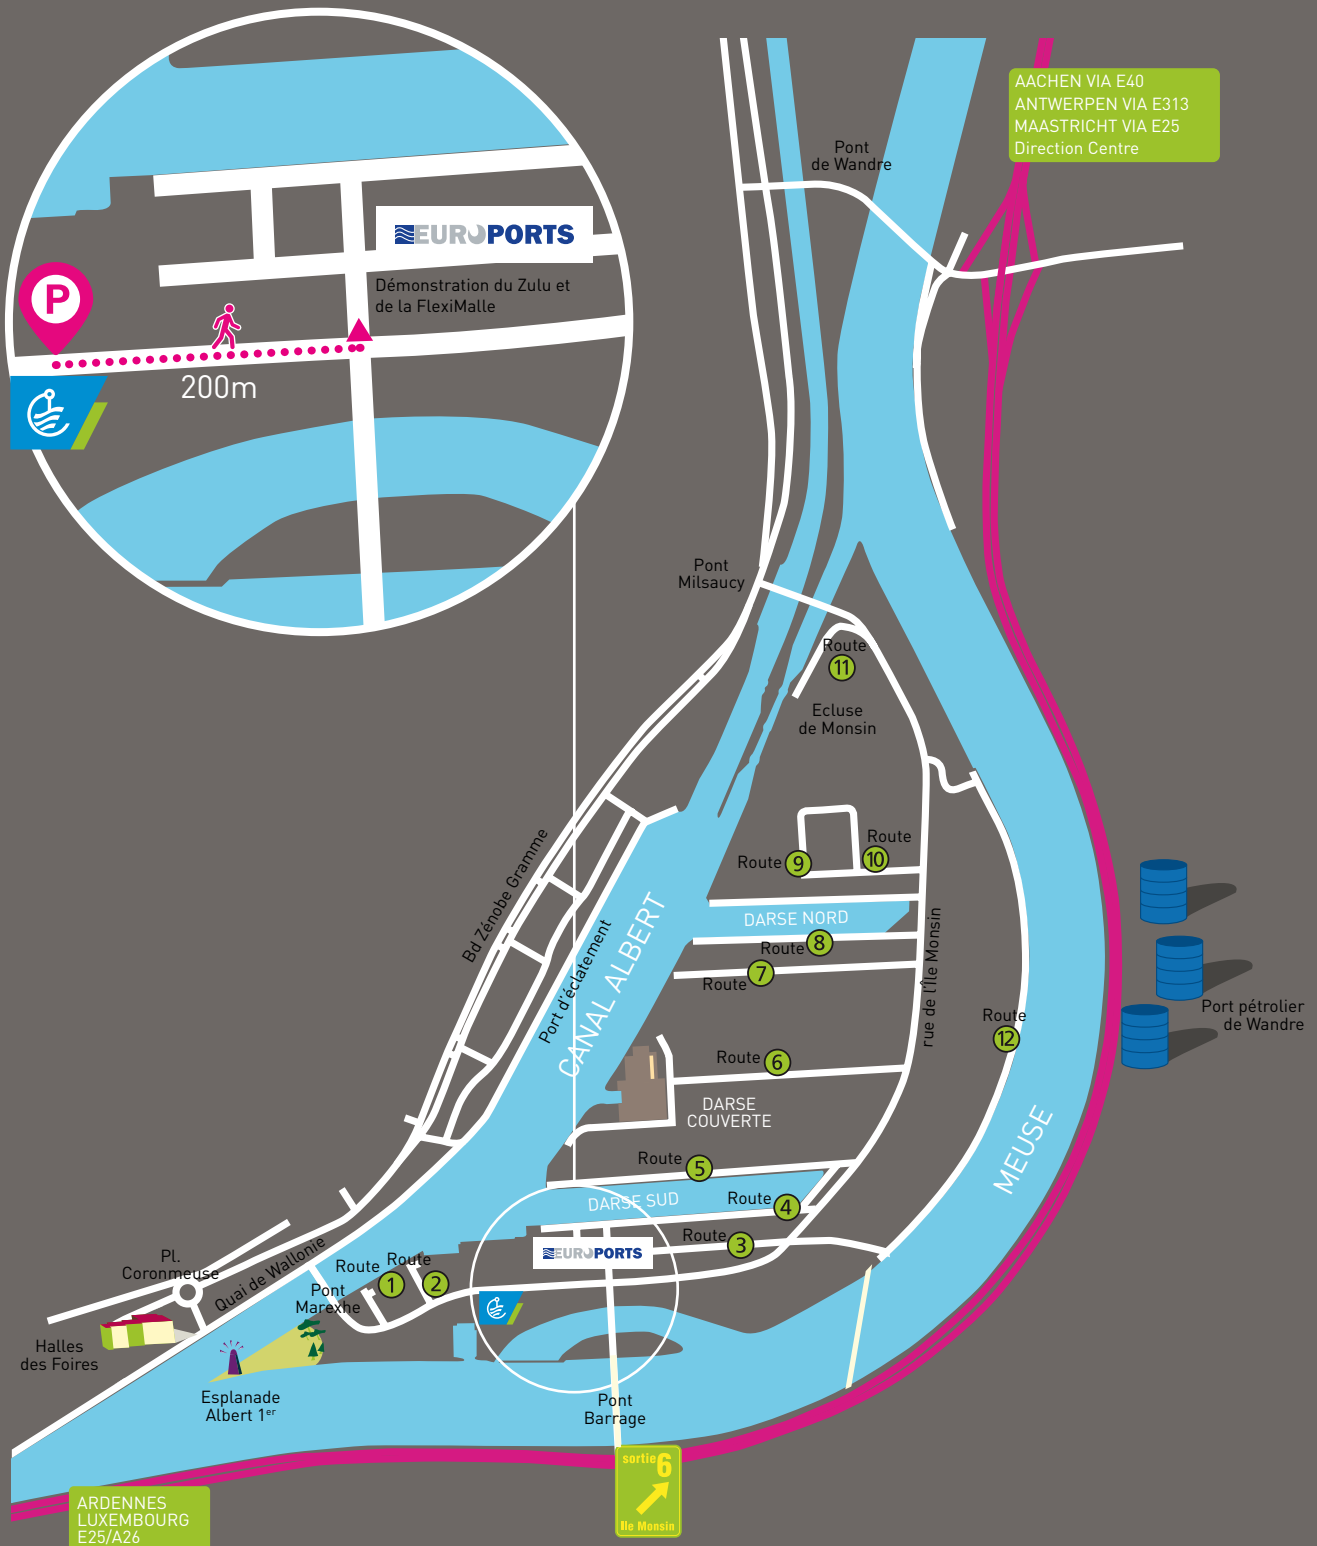 AACHEN VIA E40
ANTWERPEN VIA E313
MAASTRICHT VIA E25
Direction Centre
Pont
de Wandre
EUROPORTS
Démonstration du Zulu et
de la FlexiMalle
P
200m
Pont
Milsaucy
Route
11
Ecluse
de Monsin
Bd Zénobe Gramme
Port d'éclatement
CANAL ALBERT
Route
9
Route
10
DARSE NORD
Route
8
Route
7
rue de l'Île Monsin
Route
12
Port pétrolier
de Wandre
Route
6
DARSE
COUVERTE
MEUSE
Route
5
DARSE SUD
Route
4
Route
3
EUROPORTS
Pl.
Coronmeuse
Quai de Wallonie
Route
1
Route
2
Pont
Marexhe
Halles
des Foires
Esplanade
Albert 1er
Pont
Barrage
sortie 6
Ile Monsin
ARDENNES
LUXEMBOURG
E25/A26